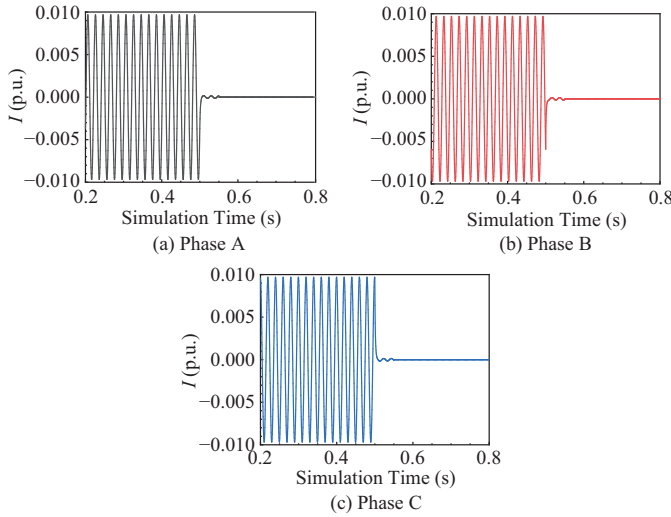 0.010
0.005
0.000
−0.005
−0.010
I (p.u.)
0.2 0.4 0.6 0.8
Simulation Time (s)
(a) Phase A
0.010
0.005
0.000
−0.005
−0.010
I (p.u.)
0.2 0.4 0.6 0.8
Simulation Time (s)
(b) Phase B
0.010
0.005
0.000
−0.005
−0.010
I (p.u.)
0.2 0.4 0.6 0.8
Simulation Time (s)
(c) Phase C